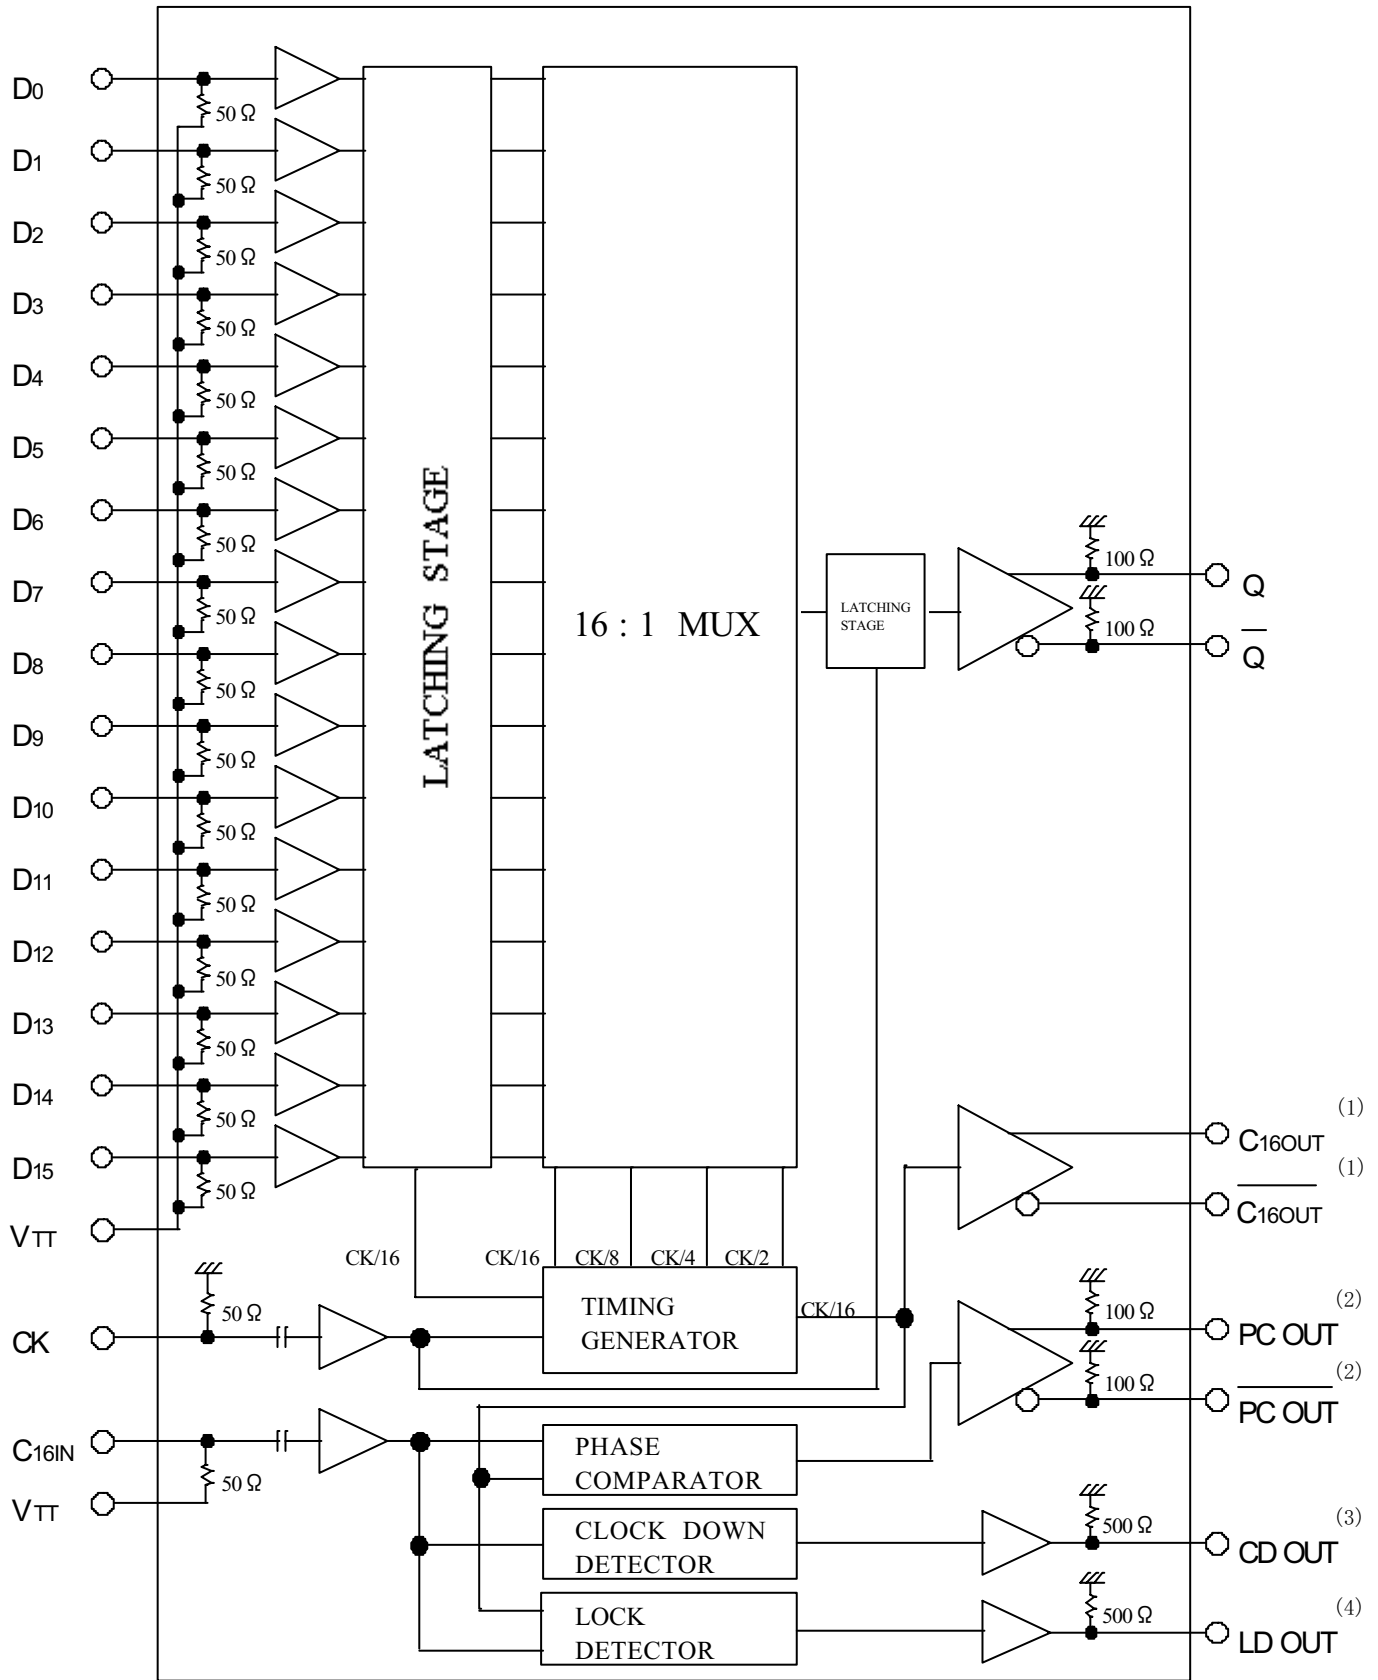 D0
50 Ω
D1
50 Ω
D2
50 Ω
D3
50 Ω
D4
50 Ω
D5
50 Ω
D6
50 Ω
D7
50 Ω
D8
50 Ω
D9
50 Ω
D10
50 Ω
D11
50 Ω
D12
50 Ω
D13
50 Ω
D14
50 Ω
D15
50 Ω
VTT
LATCHING STAGE
16 : 1 MUX
LATCHING
STAGE
100 Ω
Q
100 Ω
Q
(1)
C16OUT
(1)
C16OUT
CK/16
CK/16
CK/8
CK/4
CK/2
50 Ω
CK
TIMING
GENERATOR
CK/16
100 Ω
(2)
PC OUT
100 Ω
(2)
PC OUT
C16IN
50 Ω
VTT
PHASE
COMPARATOR
CLOCK DOWN
DETECTOR
500 Ω
(3)
CD OUT
LOCK
DETECTOR
500 Ω
(4)
LD OUT